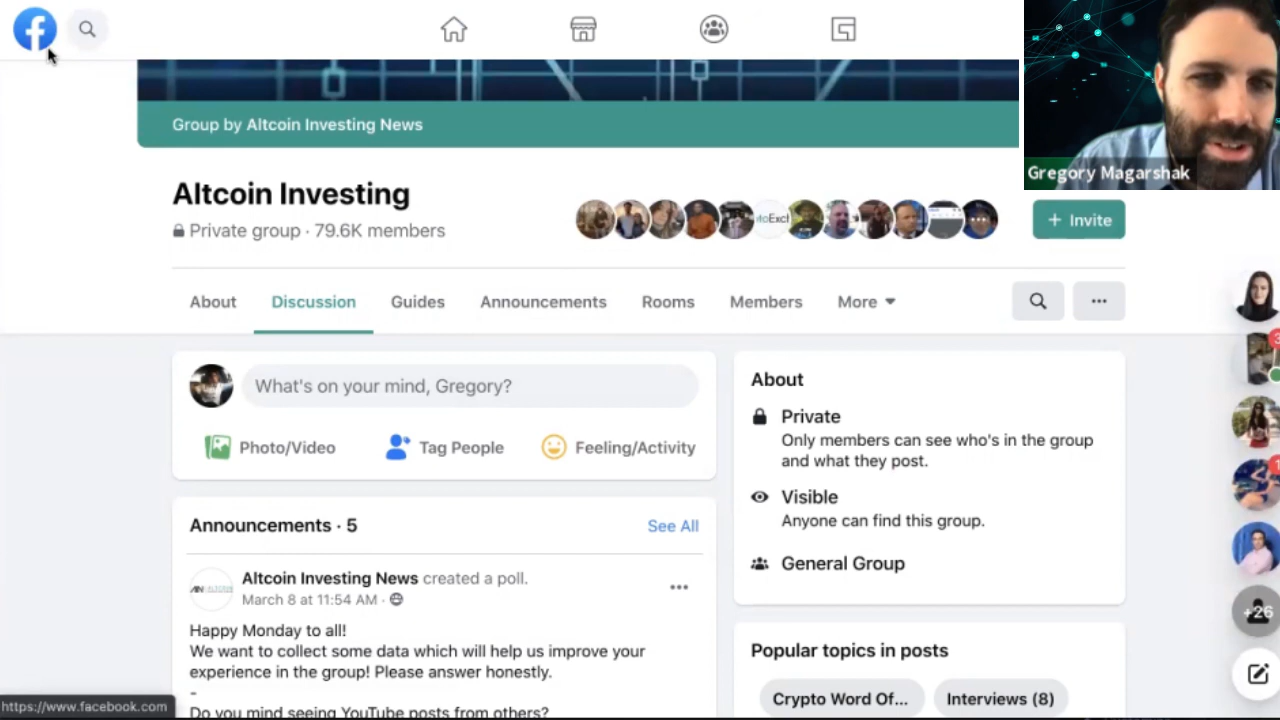 Group by Altcoin Investing News
Gregory Magarshak
Altcoin Investing
Private group · 79.6K members
+ Invite
About Discussion Guides Announcements Rooms Members More
What's on your mind, Gregory?
Photo/Video Tag People Feeling/Activity
About
Private
Only members can see who's in the group
and what they post.
Visible
Anyone can find this group.
General Group
Announcements · 5 See All
Altcoin Investing News created a poll.
March 8 at 11:54 AM ·
Happy Monday to all!
We want to collect some data which will help us improve your
experience in the group! Please answer honestly.
-
Do you mind seeing YouTube posts from others?
Popular topics in posts
Crypto Word Of... Interviews (8)
+26
https://www.facebook.com